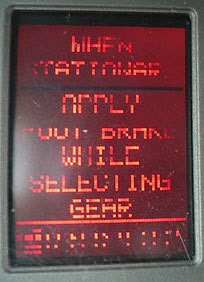 WHEN
STATIONARY
APPLY
FOOT BRAKE
WHILE
SELECTING
GEAR